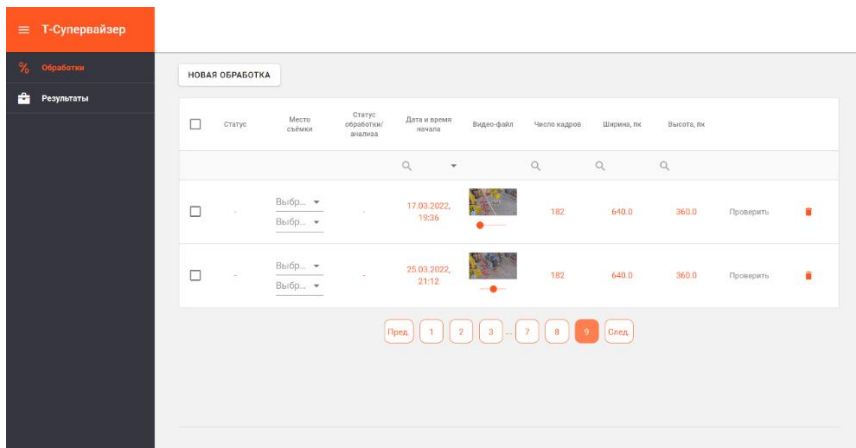 Т-Супервайзер
Обработки
Результаты
НОВАЯ ОБРАБОТКА
Статус
Место
съёмки
Статус
обработки/
анализа
Дата и время
начала
Видео-файл
Число кадров
Ширина, пк
Высота, пк
-
Выбр...
Выбр...
-
17.03.2022,
19:36
182
640.0
360.0
Проверить
-
Выбр...
Выбр...
-
25.03.2022,
21:12
182
640.0
360.0
Проверить
Пред. 1 2 3 ... 7 8 9 След.